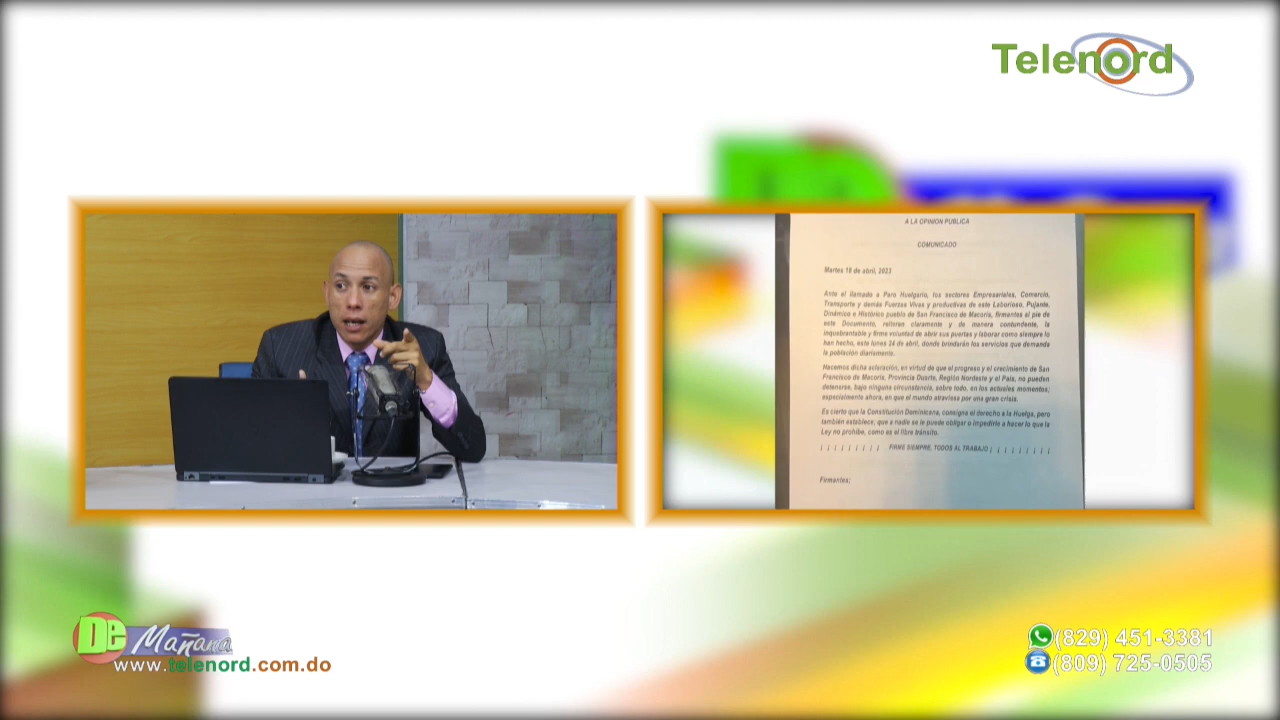 Telenord
A LA OPINION PUBLICA
COMUNICADO
Martes 18 de abril, 2023
Ante el llamado a Paro Huelgario, los sectores Empresariales, Comercio,
Transporte y demás Fuerzas Vivas y productivas de este Laborioso, Pujante,
Dinámico e Histórico pueblo de San Francisco de Macorís, firmantes al pie de
este Documento, reiteran claramente y de manera contundente, la
inquebrantable y firme voluntad de abrir sus puertas y laborar como siempre lo
han hecho, este lunes 24 de abril, donde brindarán los servicios que demanda
la población diariamente.
Hacemos dicha aclaración, en virtud de que el progreso y el crecimiento de San
Francisco de Macorís, Provincia Duarte, Región Nordeste y el País, no pueden
detenerse, bajo ninguna circunstancia, sobre todo, en los actuales momentos;
especialmente ahora, en que el mundo atraviesa por una gran crisis.
Es cierto que la Constitución Dominicana, consigna el derecho a la Huelga, pero
también establece; que a nadie se le puede obligar o impedirle a hacer lo que la
Ley no prohíbe, como es el libre tránsito.
¡ ¡ ¡ ¡ ¡ ¡ ¡ ¡ ¡ FIRME SIEMPRE, TODOS AL TRABAJO ¡ ¡ ¡ ¡ ¡ ¡ ¡ ¡ ¡
Firmantes;
De Mañana
www.telenord.com.do
(829) 451-3381
(809) 725-0505